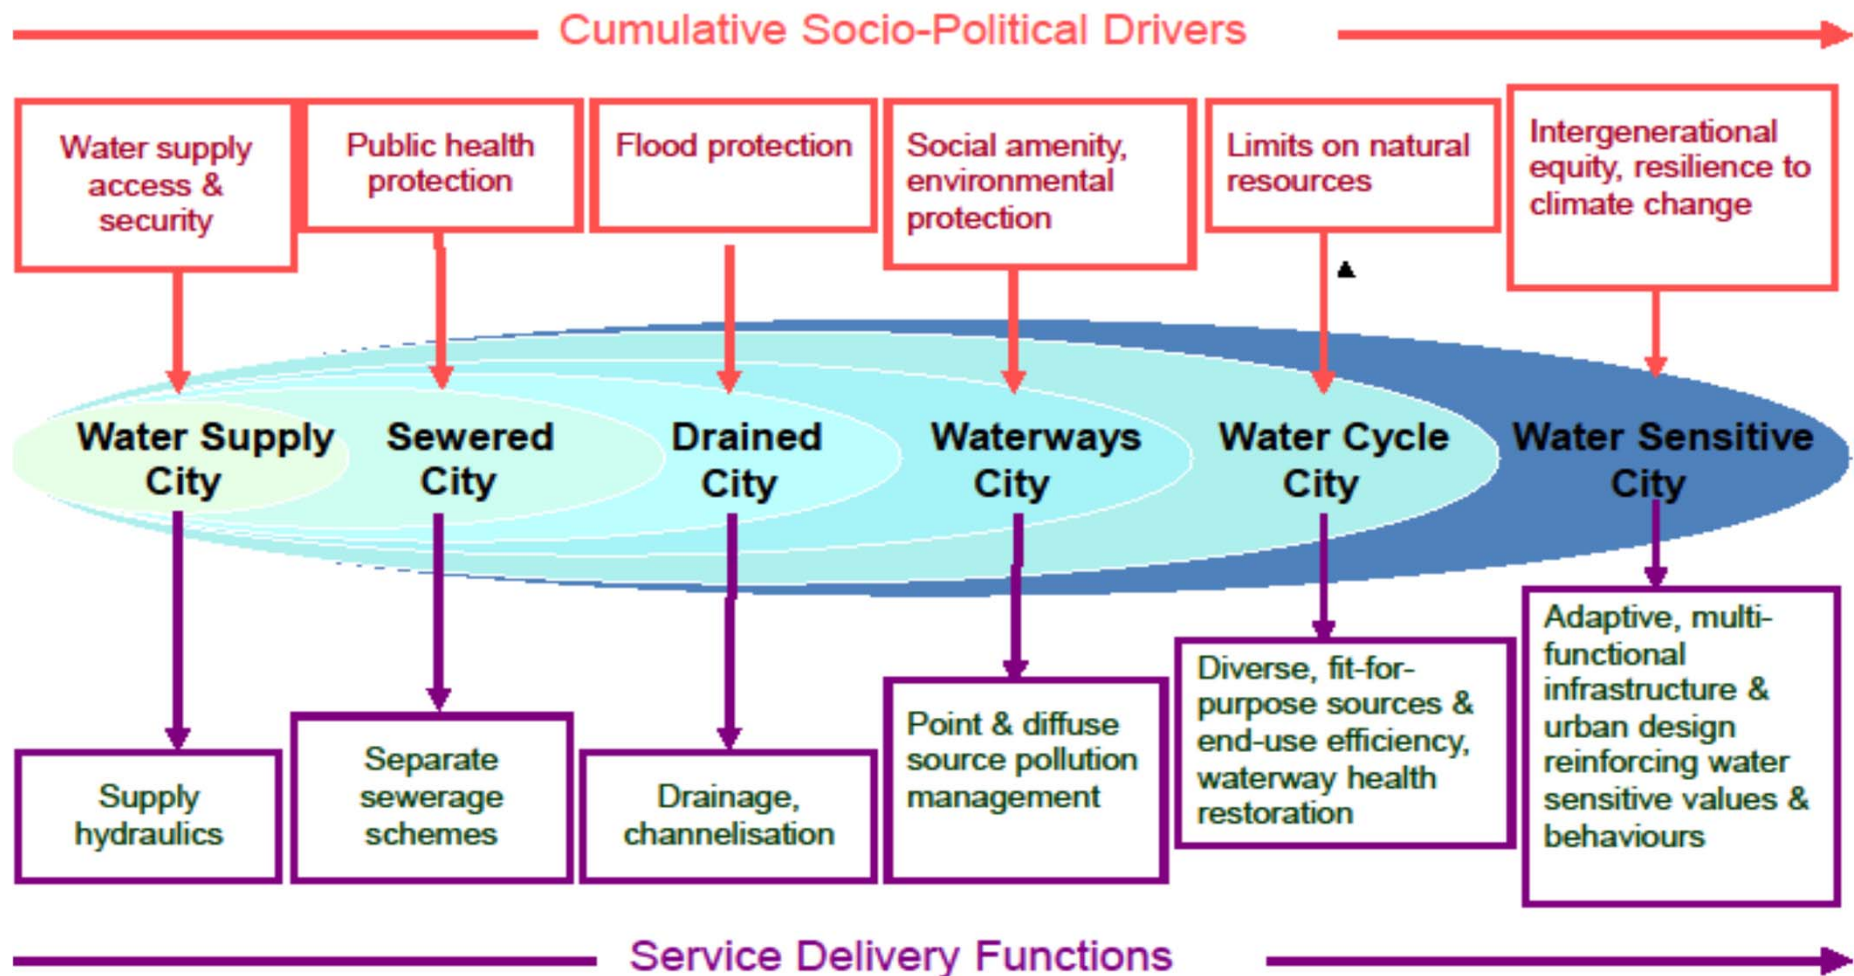 Cumulative Socio-Political Drivers
Water supply
access &
security
Public health
protection
Flood protection
Social amenity,
environmental
protection
Limits on natural
resources
Intergenerational
equity, resilience to
climate change
Water Supply
City
Sewered
City
Drained
City
Waterways
City
Water Cycle
City
Water Sensitive
City
Supply
hydraulics
Separate
sewerage
schemes
Drainage,
channelisation
Point & diffuse
source pollution
management
Diverse, fit-for-
purpose sources &
end-use efficiency,
waterway health
restoration
Adaptive, multi-
functional
infrastructure &
urban design
reinforcing water
sensitive values &
behaviours
Service Delivery Functions